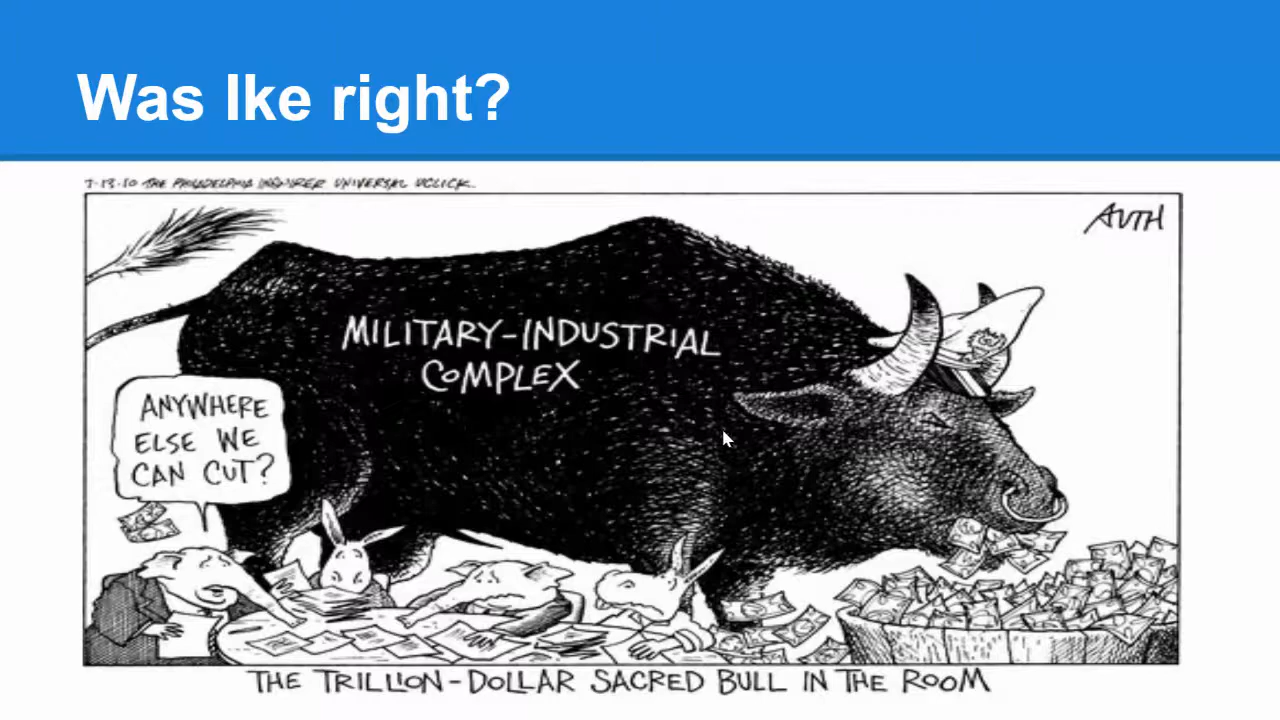 Was Ike right?
7-13-10 THE PHILADELPHIA INQUIRER UNIVERSAL UCLICK.
AUTH
MILITARY-INDUSTRIAL
COMPLEX
ANYWHERE
ELSE WE
CAN CUT?
THE TRILLION-DOLLAR SACRED BULL IN THE ROOM